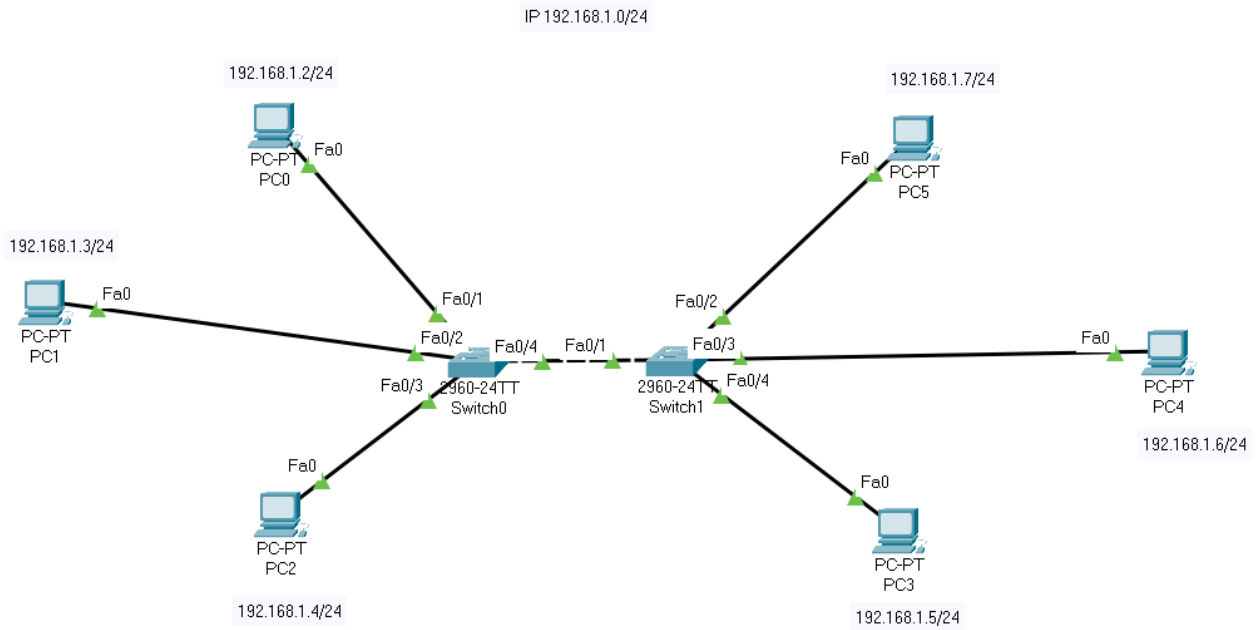 IP 192.168.1.0/24
192.168.1.2/24
192.168.1.7/24
Fa0
PC-PT
PC0
Fa0
PC-PT
PC5
192.168.1.3/24
Fa0
PC-PT
PC1
Fa0/1
Fa0/2
Fa0/2
Fa0/4
Fa0/1
Fa0/3
Fa0
Fa0/3
2960-24TT
Switch0
2960-24TT
Switch1
Fa0/4
PC-PT
PC4
192.168.1.6/24
Fa0
PC-PT
PC2
192.168.1.4/24
Fa0
PC-PT
PC3
192.168.1.5/24